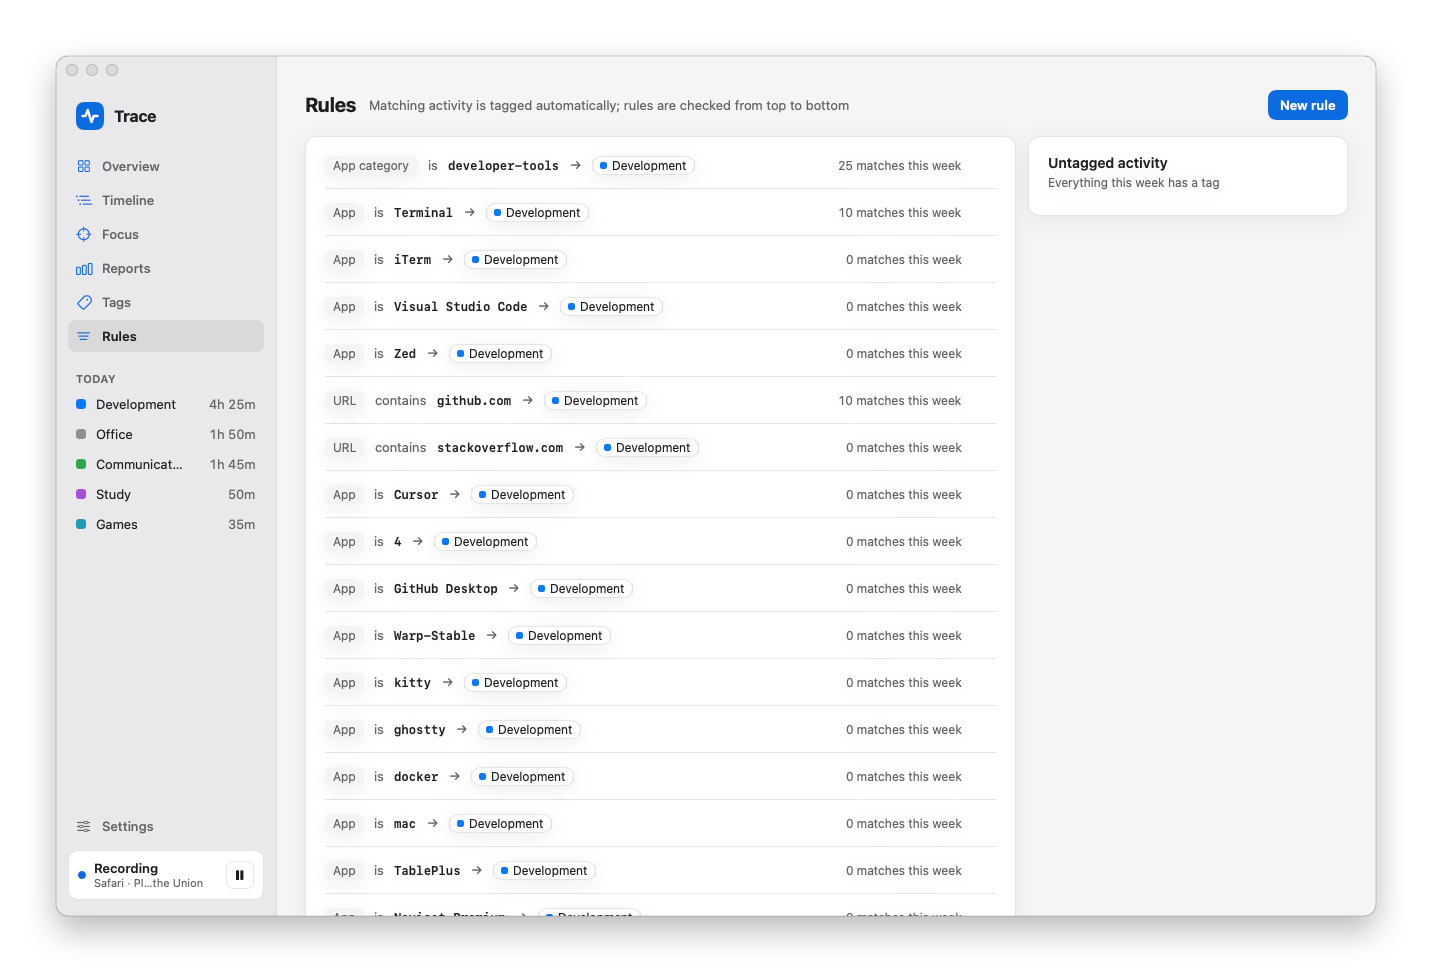 Trace
Overview
Timeline
Focus
Reports
Tags
Rules
TODAY
Development 4h 25m
Office 1h 50m
Communicat... 1h 45m
Study 50m
Games 35m
Settings
Recording
Safari · Pl...the Union
Rules Matching activity is tagged automatically; rules are checked from top to bottom
New rule
App category is developer-tools → Development 25 matches this week
App is Terminal → Development 10 matches this week
App is iTerm → Development 0 matches this week
App is Visual Studio Code → Development 0 matches this week
App is Zed → Development 0 matches this week
URL contains github.com → Development 10 matches this week
URL contains stackoverflow.com → Development 0 matches this week
App is Cursor → Development 0 matches this week
App is 4 → Development 0 matches this week
App is GitHub Desktop → Development 0 matches this week
App is Warp-Stable → Development 0 matches this week
App is kitty → Development 0 matches this week
App is ghostty → Development 0 matches this week
App is docker → Development 0 matches this week
App is mac → Development 0 matches this week
App is TablePlus → Development 0 matches this week
App is Navicat Premium → Development 0 matches this week
Untagged activity
Everything this week has a tag